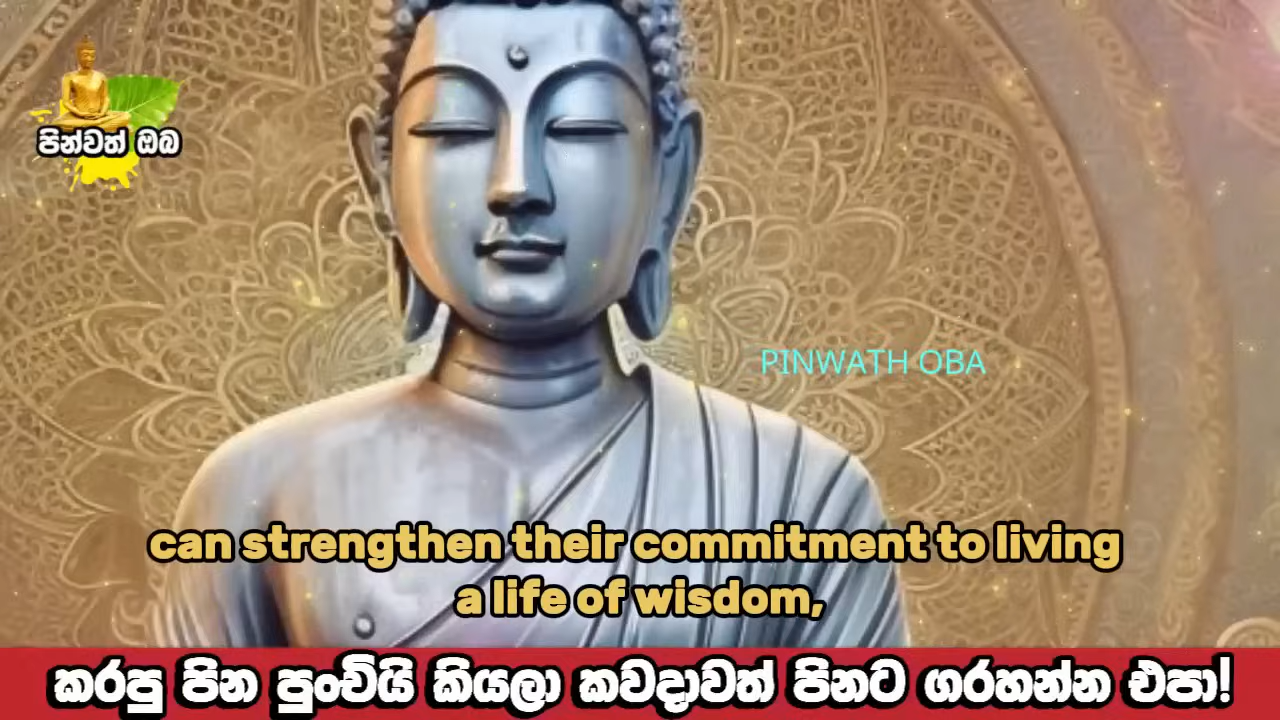 පින්වත් ඔබ
PINWATH OBA
can strengthen their commitment to living
a life of wisdom,
කරපු පින පුංචියි කියලා කවදාවත් පිනට ගරහන්න එපා!